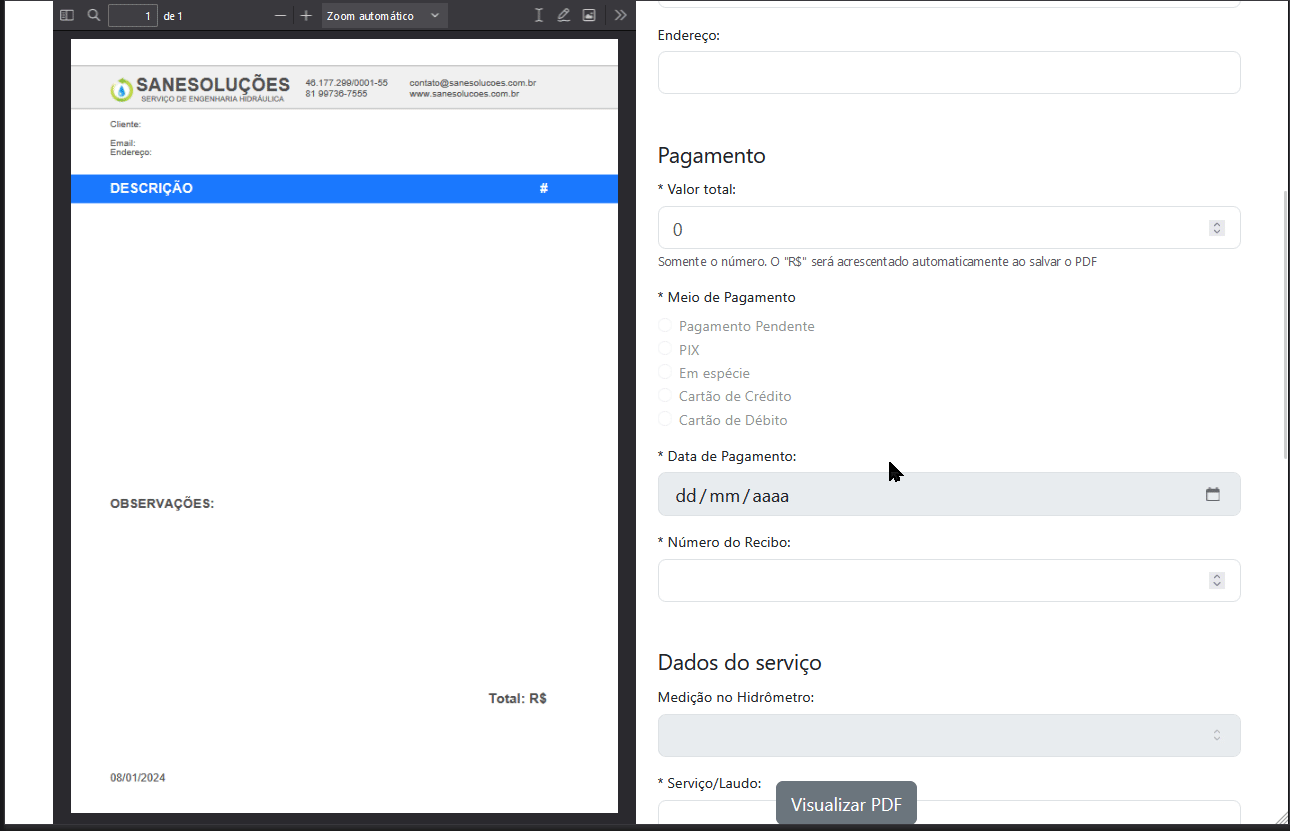 1 de 1
Zoom automático
SANESOLUÇÕES
SERVIÇO DE ENGENHARIA HIDRÁULICA
46.177.299/0001-55
81 99736-7555
contato@sanesolucoes.com.br
www.sanesolucoes.com.br
Cliente:
Email:
Endereço:
DESCRIÇÃO #
OBSERVAÇÕES:
Total: R$
08/01/2024
Endereço:
Pagamento
* Valor total:
0
Somente o número. O "R$" será acrescentado automaticamente ao salvar o PDF
* Meio de Pagamento
Pagamento Pendente
PIX
Em espécie
Cartão de Crédito
Cartão de Débito
* Data de Pagamento:
dd/mm/aaaa
* Número do Recibo:
Dados do serviço
Medição no Hidrômetro:
* Serviço/Laudo:
Visualizar PDF